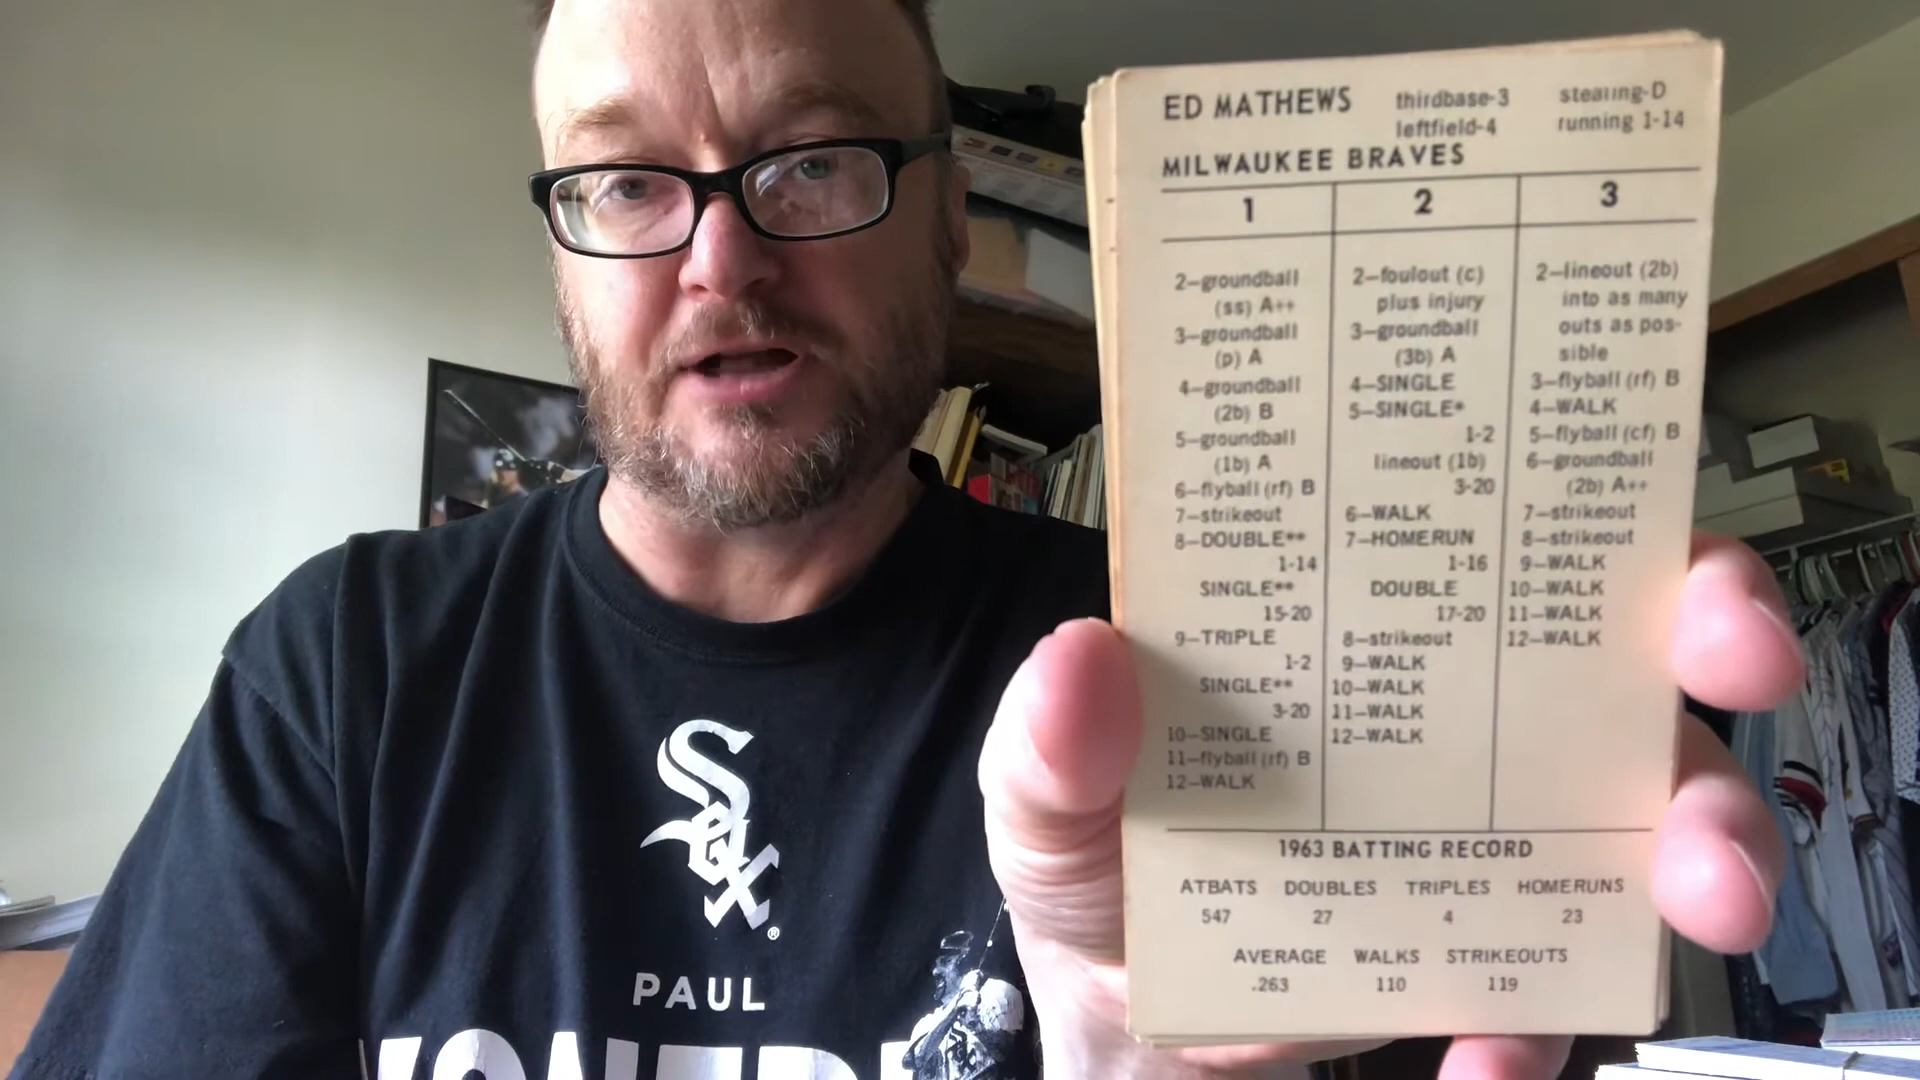 ED MATHEWS thirdbase-3 stealing-D
leftfield-4 running 1-14
MILWAUKEE BRAVES
1 2 3
2-groundball
(ss) A++
3-groundball
(p) A
4-groundball
(2b) B
5-groundball
(1b) A
6-flyball (rf) B
7-strikeout
8-DOUBLE**
1-14
SINGLE**
15-20
9-TRIPLE
1-2
SINGLE**
3-20
10-SINGLE
11-flyball (rf) B
12-WALK
2-foulout (c)
plus injury
3-groundball
(3b) A
4-SINGLE
5-SINGLE*
1-2
lineout (1b)
3-20
6-WALK
7-HOMERUN
1-16
DOUBLE
17-20
8-strikeout
9-WALK
10-WALK
11-WALK
12-WALK
2-lineout (2b)
into as many
outs as pos-
sible
3-flyball (rf) B
4-WALK
5-flyball (cf) B
6-groundball
(2b) A++
7-strikeout
8-strikeout
9-WALK
10-WALK
11-WALK
12-WALK
1963 BATTING RECORD
ATBATS DOUBLES TRIPLES HOMERUNS
547 27 4 23
AVERAGE WALKS STRIKEOUTS
.263 110 119
Sox
®
PAUL